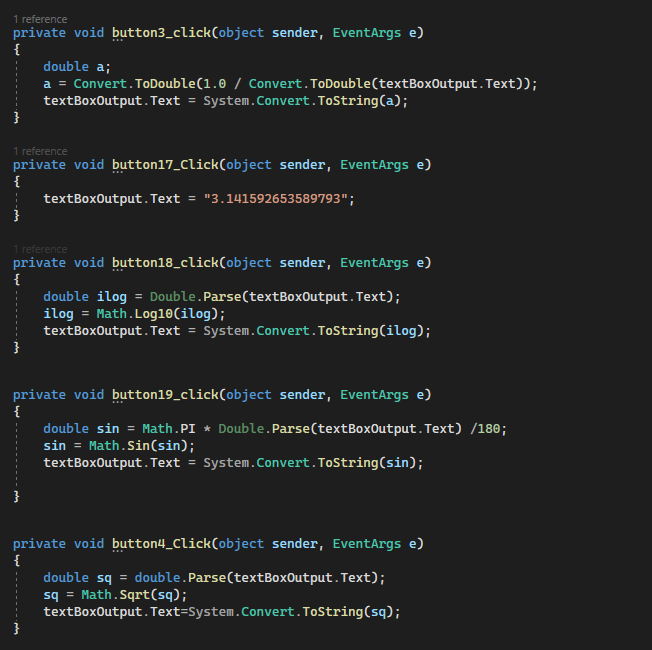 1 reference
private void button3_click(object sender, EventArgs e)
{
    double a;
    a = Convert.ToDouble(1.0 / Convert.ToDouble(textBoxOutput.Text));
    textBoxOutput.Text = System.Convert.ToString(a);
}
1 reference
private void button17_Click(object sender, EventArgs e)
{
    textBoxOutput.Text = "3.141592653589793";
}
1 reference
private void button18_click(object sender, EventArgs e)
{
    double ilog = Double.Parse(textBoxOutput.Text);
    ilog = Math.Log10(ilog);
    textBoxOutput.Text = System.Convert.ToString(ilog);
}
private void button19_click(object sender, EventArgs e)
{
    double sin = Math.PI * Double.Parse(textBoxOutput.Text) /180;
    sin = Math.Sin(sin);
    textBoxOutput.Text = System.Convert.ToString(sin);
}
private void button4_Click(object sender, EventArgs e)
{
    double sq = double.Parse(textBoxOutput.Text);
    sq = Math.Sqrt(sq);
    textBoxOutput.Text=System.Convert.ToString(sq);
}